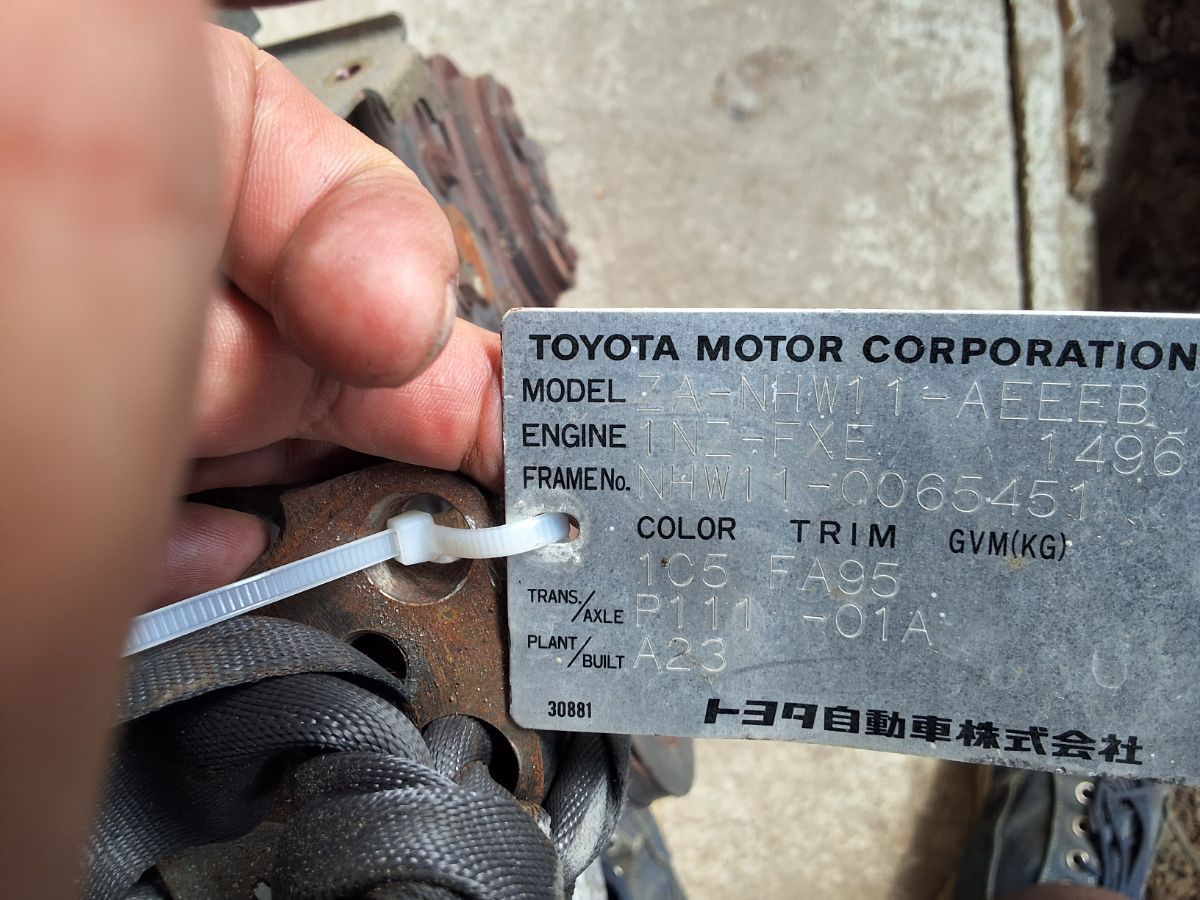 TOYOTA MOTOR CORPORATION
MODEL ZA-NHW11-AEEEB
ENGINE 1NZ-FXE 1496
FRAME No. NHW11-0065451
COLOR TRIM GVM(KG)
1C5 FA95
TRANS./AXLE P111 -01A
PLANT/BUILT A23 U
30881 トヨタ自動車株式会社